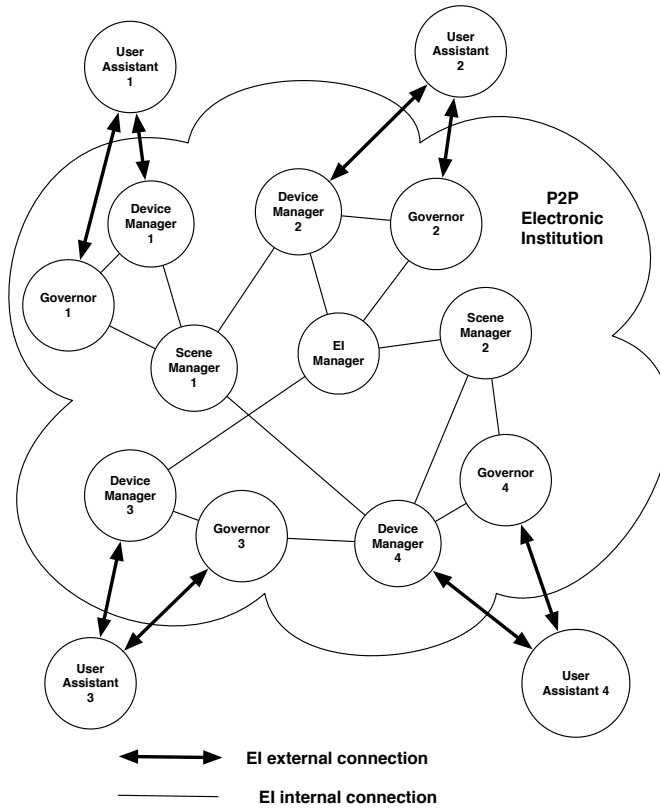 User
Assistant
1
User
Assistant
2
Device
Manager
1
Device
Manager
2
Governor
2
P2P
Electronic
Institution
Governor
1
Scene
Manager
1
EI
Manager
Scene
Manager
2
Device
Manager
3
Governor
3
Device
Manager
4
Governor
4
User
Assistant
3
User
Assistant 4
EI external connection
EI internal connection